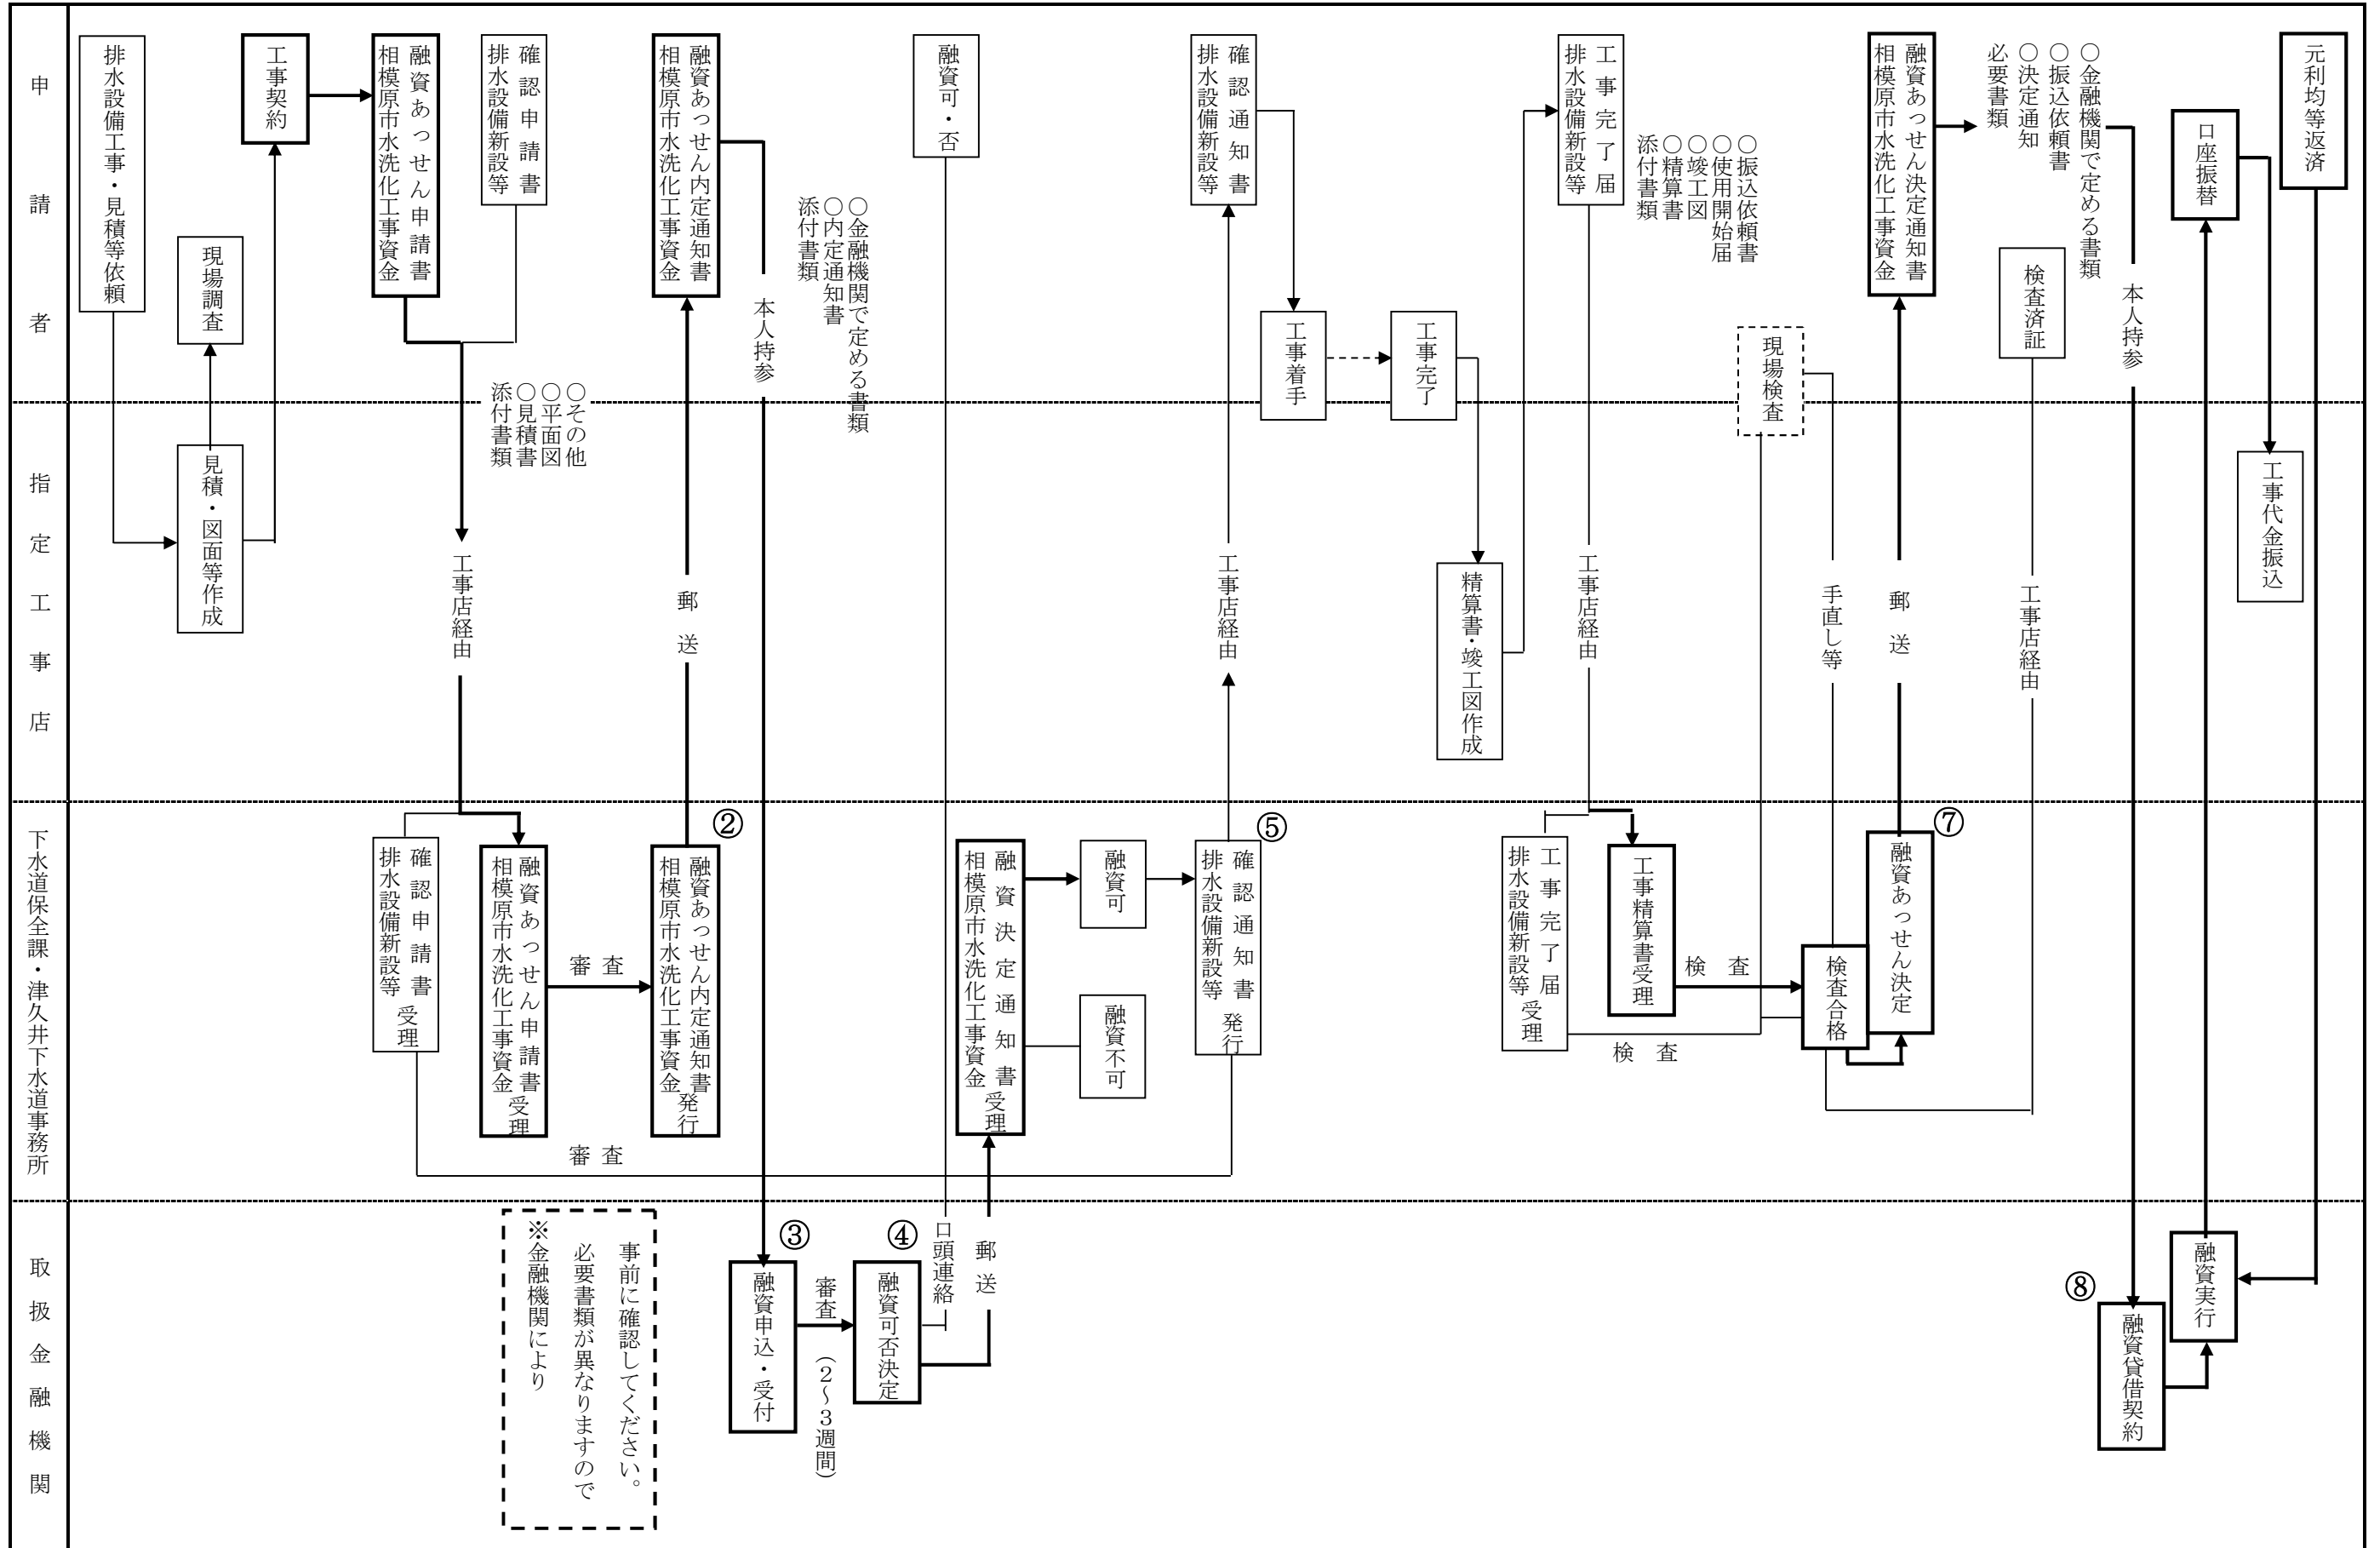 申請者
指定工事店
下水道保全課・津久井下水道事務所
取扱金融機関
排水設備工事・見積等依頼
現場調査
見積・図面等作成
工事契約
融資あっせん申請書
相模原市水洗化工事資金
確認申請書
排水設備新設等
○その他
○平面図
○見積書
添付書類
工事店経由
確認申請書
排水設備新設等
受理
融資あっせん申請書
相模原市水洗化工事資金
受理
審査
審査
②
融資あっせん内定通知書
相模原市水洗化工事資金
発行
郵送
融資あっせん内定通知書
相模原市水洗化工事資金
本人持参
○金融機関で定める書類
○内定通知書
添付書類
事前に確認してください。
必要書類が異なりますので
※金融機関により
③
融資申込・受付
審査
(2〜3週間)
④
融資可否決定
口頭連絡
融資可・否
郵送
融資決定通知書
相模原市水洗化工事資金
受理
融資可
融資不可
⑤
確認通知書
排水設備新設等
発行
工事店経由
確認通知書
排水設備新設等
工事着手
工事完了
精算書・竣工図作成
工事完了届
排水設備新設等
○振込依頼書
○使用開始届
○竣工図
○精算書
添付書類
工事店経由
工事完了届
排水設備新設等
受理
工事精算書受理
検査
検査
現場検査
手直し等
検査合格
⑦
融資あっせん決定
郵送
融資あっせん決定通知書
相模原市水洗化工事資金
検査済証
工事店経由
○金融機関で定める書類
○振込依頼書
○決定通知
必要書類
本人持参
⑧
融資貸借契約
融資実行
口座振替
工事代金振込
元利均等返済